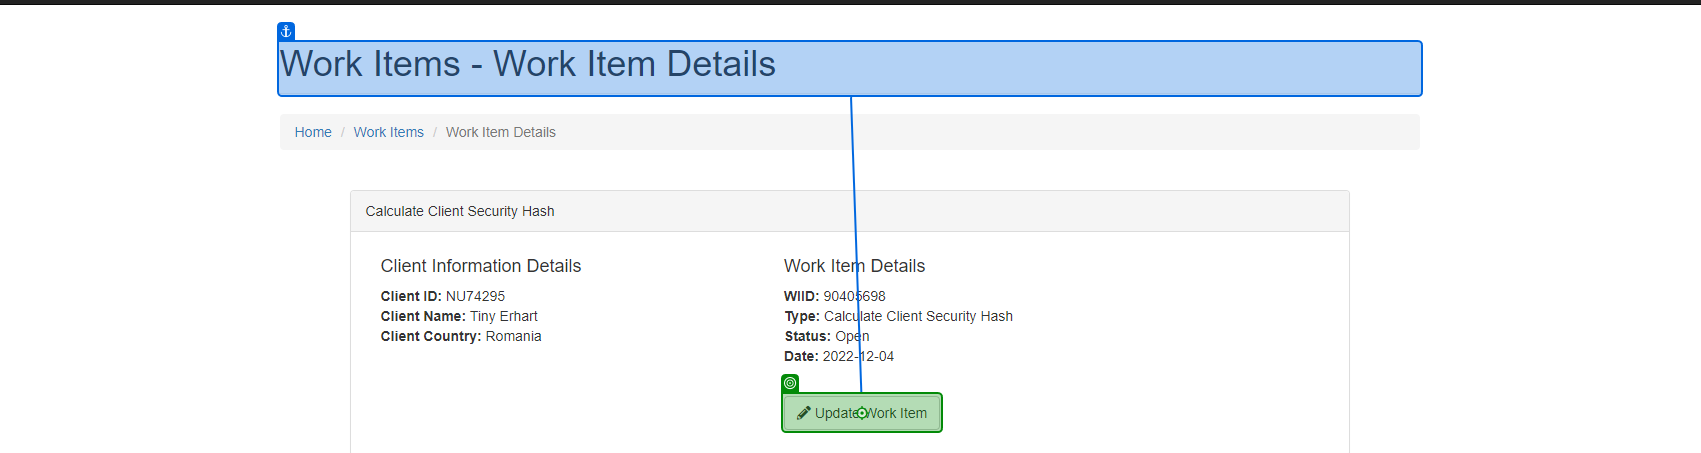 Work Items - Work Item Details
Home / Work Items / Work Item Details
Calculate Client Security Hash
Client Information Details
Client ID: NU74295
Client Name: Tiny Erhart
Client Country: Romania
Work Item Details
WIID: 90405698
Type: Calculate Client Security Hash
Status: Open
Date: 2022-12-04
Update Work Item